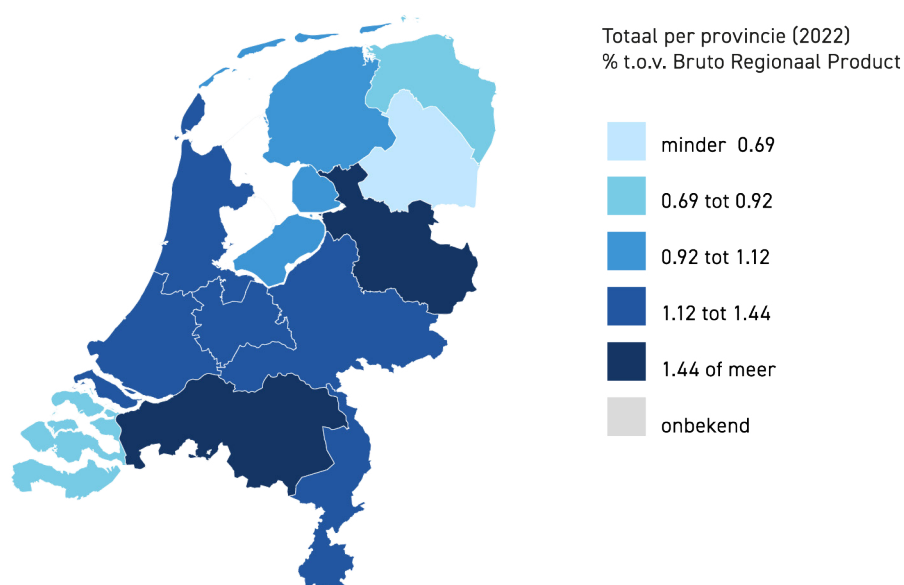 Totaal per provincie (2022)
% t.o.v. Bruto Regionaal Product
minder 0.69
0.69 tot 0.92
0.92 tot 1.12
1.12 tot 1.44
1.44 of meer
onbekend